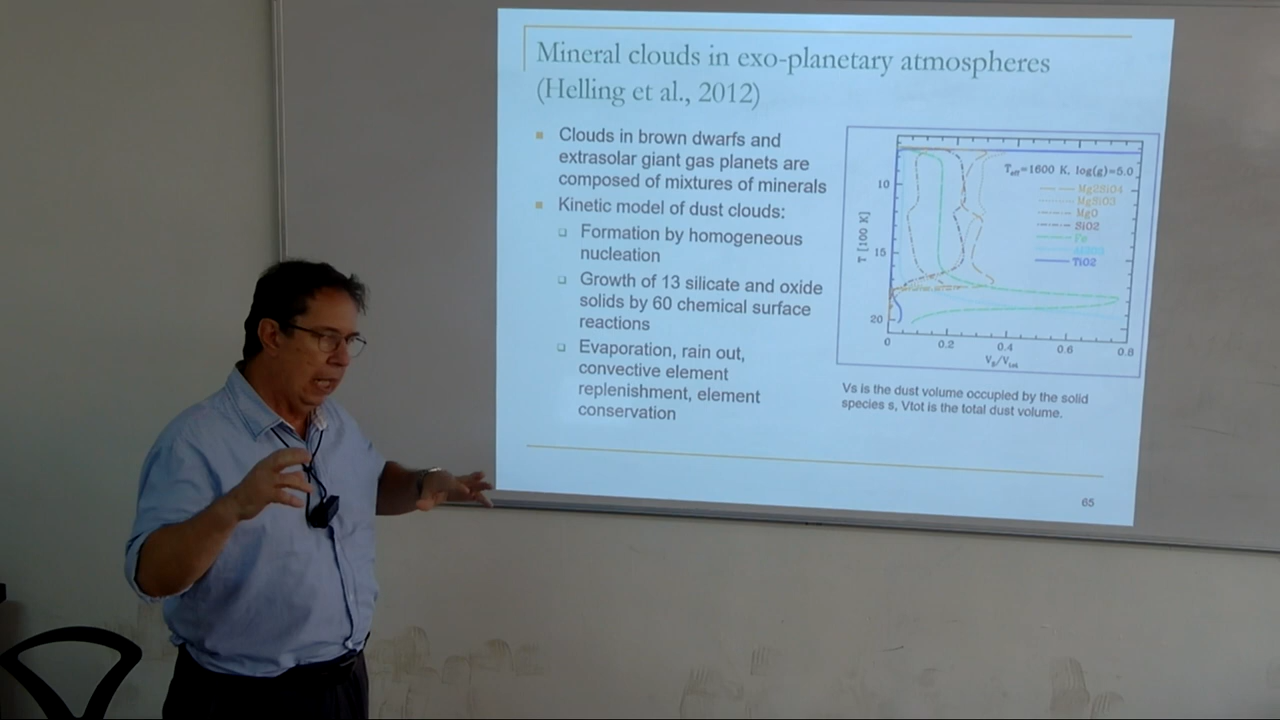 Mineral clouds in exo-planetary atmospheres
(Helling et al., 2012)
Clouds in brown dwarfs and
extrasolar giant gas planets are
composed of mixtures of minerals
Kinetic model of dust clouds:
Formation by homogeneous
nucleation
Growth of 13 silicate and oxide
solids by 60 chemical surface
reactions
Evaporation, rain out,
convective element
replenishment, element
conservation
Teff=1600 K, log(g)=5.0
Mg2SiO4
MgSiO3
MgO
SiO2
Fe
TiO2
T [100 K]
10
15
20
0 0.2 0.4 0.6 0.8
Vs/Vtot
Vs is the dust volume occupied by the solid
species s, Vtot is the total dust volume.
65